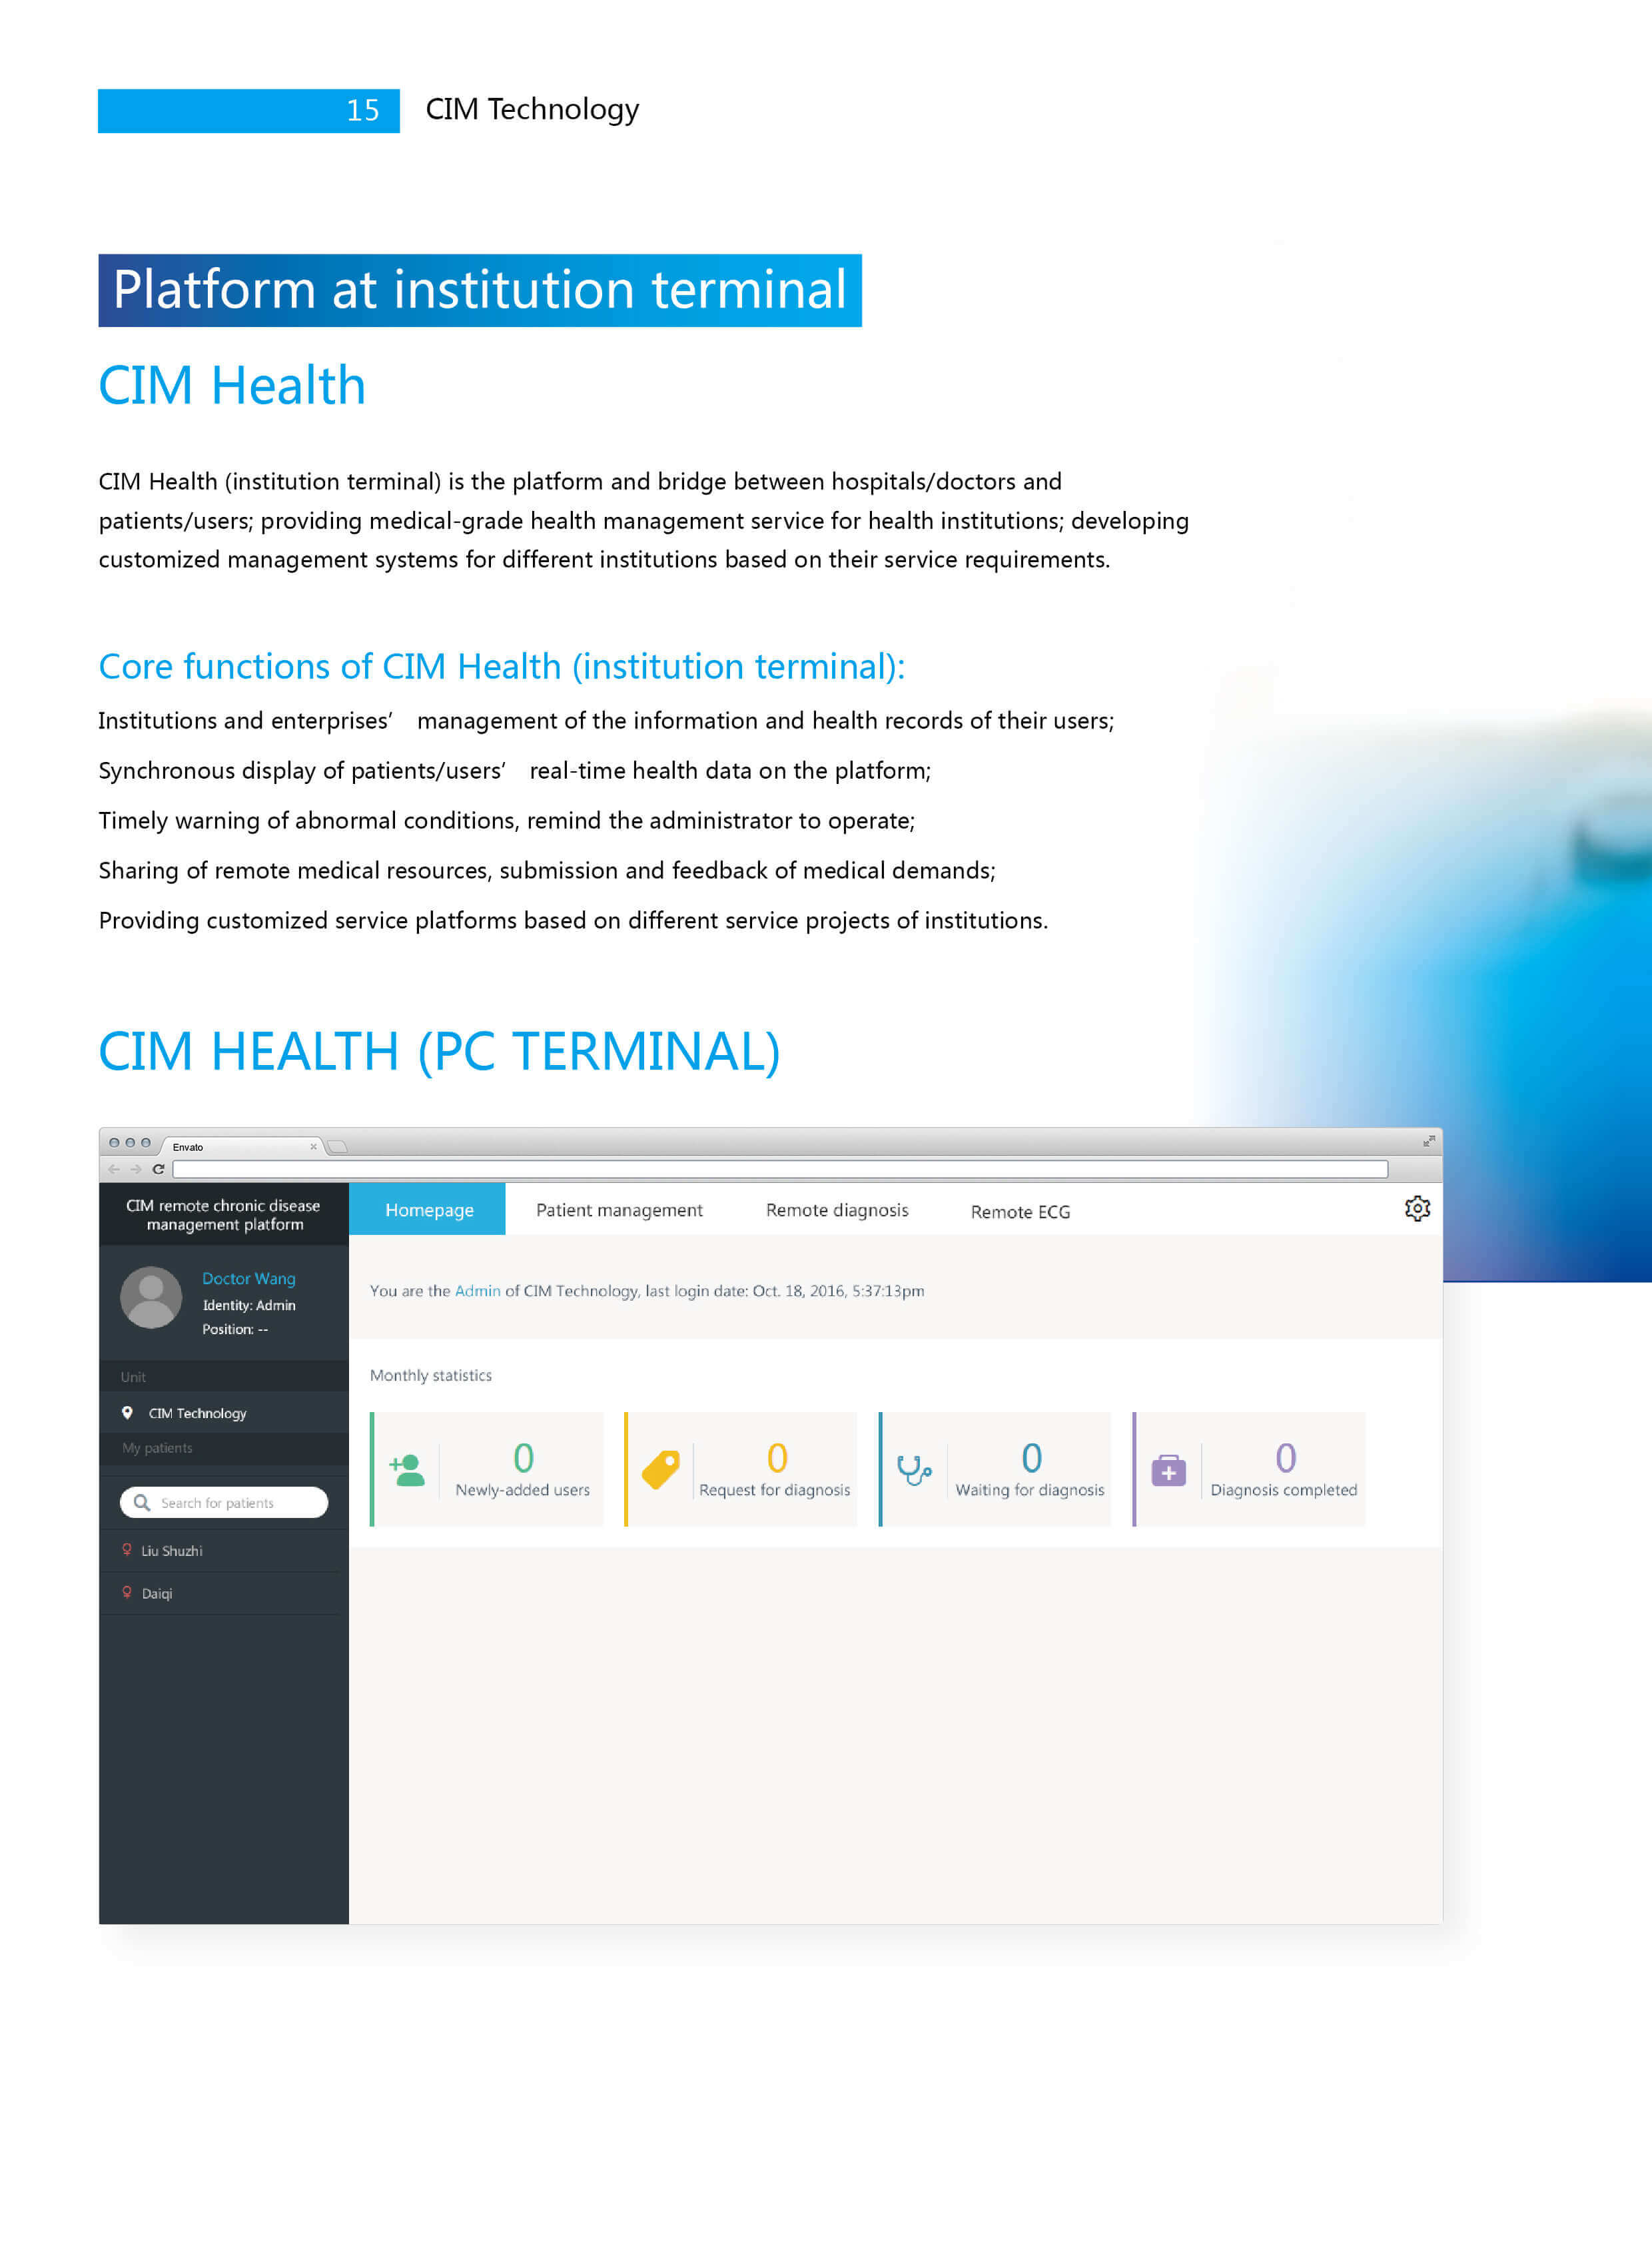 15 CIM Technology
Platform at institution terminal
CIM Health
CIM Health (institution terminal) is the platform and bridge between hospitals/doctors and
patients/users; providing medical-grade health management service for health institutions; developing
customized management systems for different institutions based on their service requirements.
Core functions of CIM Health (institution terminal):
Institutions and enterprises’ management of the information and health records of their users;
Synchronous display of patients/users’ real-time health data on the platform;
Timely warning of abnormal conditions, remind the administrator to operate;
Sharing of remote medical resources, submission and feedback of medical demands;
Providing customized service platforms based on different service projects of institutions.
CIM HEALTH (PC TERMINAL)
Envato
CIM remote chronic disease
management platform
Homepage Patient management Remote diagnosis Remote ECG
Doctor Wang
Identity: Admin
Position: --
You are the Admin of CIM Technology, last login date: Oct. 18, 2016, 5:37:13pm
Unit
CIM Technology
My patients
Search for patients
Liu Shuzhi
Daiqi
Monthly statistics
0
Newly-added users
0
Request for diagnosis
0
Waiting for diagnosis
0
Diagnosis completed